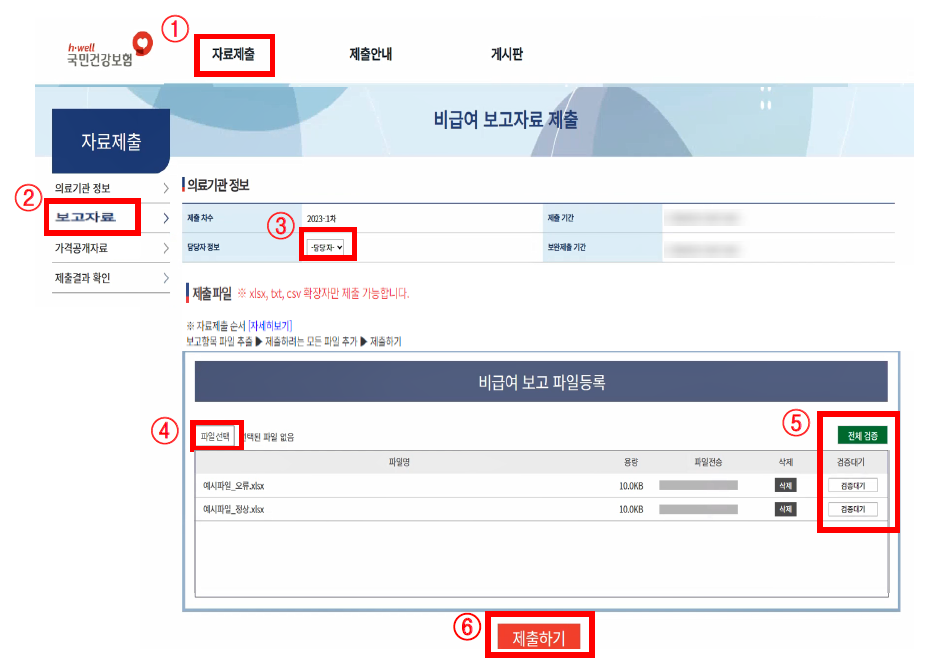 ①
h·well
국민건강보험
자료제출 제출안내 게시판
비급여 보고자료 제출
자료제출
의료기관 정보
②
보고자료
가격공개자료
제출결과 확인
의료기관 정보
제출 차수 2023-1차 제출 기간
③
담당자 정보 -담당자- 보완제출 기간
제출파일 ※ xlsx, txt, csv 확장자만 제출 가능합니다.
※ 자료제출 순서 [자세히보기]
보고항목 파일 추출 ▶ 제출하려는 모든 파일 추가 ▶ 제출하기
비급여 보고 파일등록
④
⑤
파일선택 선택된 파일 없음 전체 검증
파일명 용량 파일전송 삭제 검증대기
예시파일_오류.xlsx 10.0KB 삭제 검증대기
예시파일_정상.xlsx 10.0KB 삭제 검증대기
⑥
제출하기